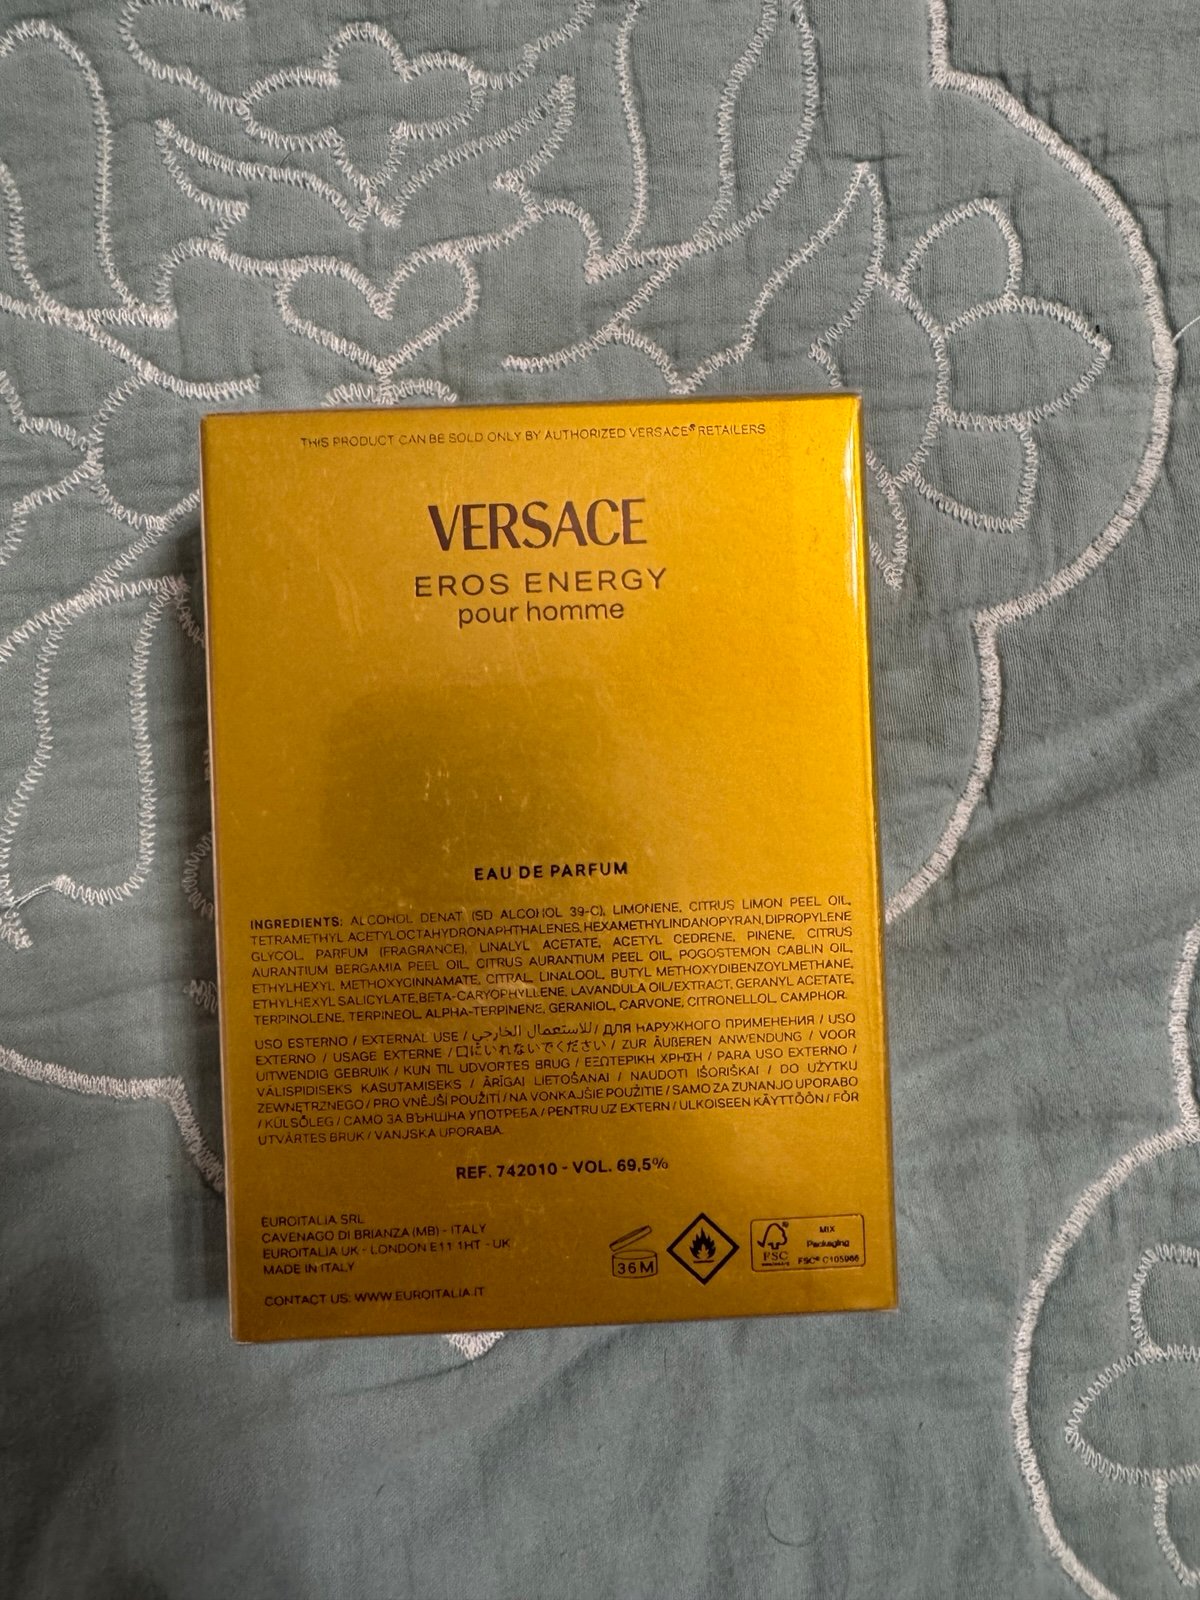 THIS PRODUCT CAN BE SOLD ONLY BY AUTHORIZED VERSACE® RETAILERS
VERSACE
EROS ENERGY
pour homme
EAU DE PARFUM
INGREDIENTS: ALCOHOL DENAT (SD ALCOHOL 39-C), LIMONENE, CITRUS LIMON PEEL OIL,
TETRAMETHYL ACETYLOCTAHYDRONAPHTHALENES, HEXAMETHYLINDANOPYRAN, DIPROPYLENE
GLYCOL, PARFUM (FRAGRANCE), LINALYL ACETATE, ACETYL CEDRENE, PINENE, CITRUS
AURANTIUM BERGAMIA PEEL OIL, CITRUS AURANTIUM PEEL OIL, POGOSTEMON CABLIN OIL,
ETHYLHEXYL METHOXYCINNAMATE, CITRAL, LINALOOL, BUTYL METHOXYDIBENZOYLMETHANE,
ETHYLHEXYL SALICYLATE, BETA-CARYOPHYLLENE, LAVANDULA OIL/EXTRACT, GERANYL ACETATE,
TERPINOLENE, TERPINEOL, ALPHA-TERPINENE, GERANIOL, CARVONE, CITRONELLOL, CAMPHOR.
USO ESTERNO / EXTERNAL USE / للاستعمال الخارجي / ДЛЯ НАРУЖНОГО ПРИМЕНЕНИЯ / USO
EXTERNO / USAGE EXTERNE / 口にいれないでください / ZUR ÄUßEREN ANWENDUNG / VOOR
UITWENDIG GEBRUIK / KUN TIL UDVORTES BRUG / ΕΞΩΤΕΡΙΚΗ ΧΡΗΣΗ / PARA USO EXTERNO /
VÄLISPIDISEKS KASUTAMISEKS / ĀRĪGAI LIETOŠANAI / NAUDOTI IŠORIŠKAI / DO UŻYTKU
ZEWNĘTRZNEGO / PRO VNĚJŠÍ POUŽITÍ / NA VONKAJŠIE POUŽITIE / SAMO ZA ZUNANJO UPORABO
/ KÜLSŐLEG / САМО ЗА ВЪНШНА УПОТРЕБА / PENTRU UZ EXTERN / ULKOISEEN KÄYTTÖÖN / FÖR
UTVÄRTES BRUK / VANJSKA UPORABA.
REF. 742010 - VOL. 69,5%
EUROITALIA SRL
CAVENAGO DI BRIANZA (MB) - ITALY
EUROITALIA UK - LONDON E11 1HT - UK
MADE IN ITALY
CONTACT US: WWW.EUROITALIA.IT
36M
FSC
MIX
Packaging
FSC® C105986